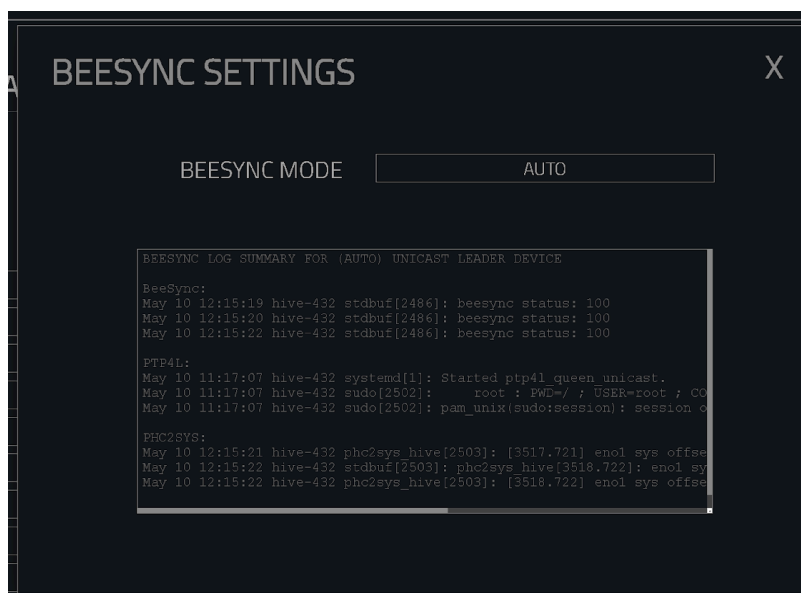 BEESYNC SETTINGS
X
BEESYNC MODE
AUTO
BEESYNC LOG SUMMARY FOR (AUTO) UNICAST LEADER DEVICE
BeeSync:
May 10 12:15:19 hive-432 stdbuf[2486]: beesync status: 100
May 10 12:15:20 hive-432 stdbuf[2486]: beesync status: 100
May 10 12:15:22 hive-432 stdbuf[2486]: beesync status: 100
PTP4L:
May 10 11:17:07 hive-432 systemd[1]: Started ptp4l_queen_unicast.
May 10 11:17:07 hive-432 sudo[2502]:     root : PWD=/ ; USER=root ; CO
May 10 11:17:07 hive-432 sudo[2502]: pam_unix(sudo:session): session o
PHC2SYS:
May 10 12:15:21 hive-432 phc2sys_hive[2503]: [3517.721] eno1 sys offse
May 10 12:15:22 hive-432 stdbuf[2503]: phc2sys_hive[3518.722]: eno1 sy
May 10 12:15:22 hive-432 phc2sys_hive[2503]: [3518.722] eno1 sys offse